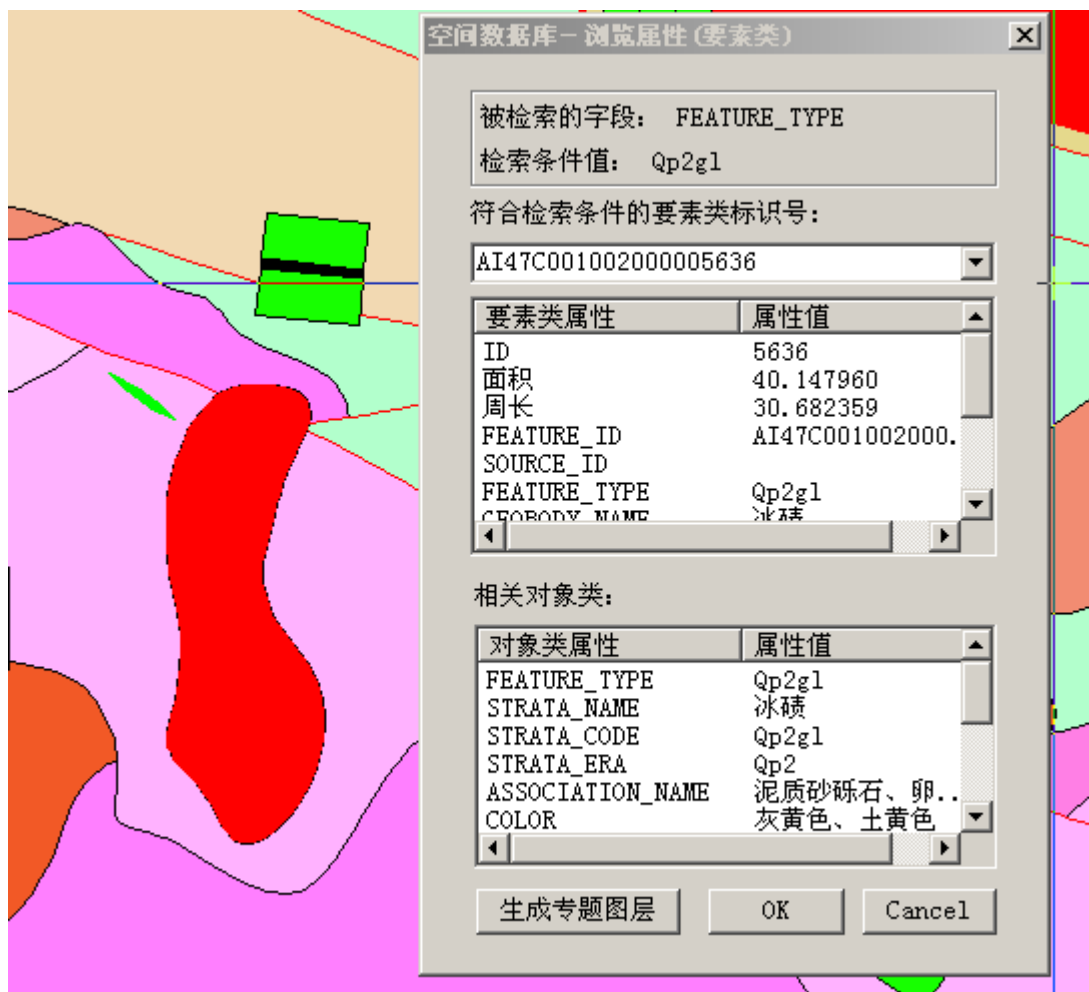 空间数据库－浏览属性(要素类)
被检索的字段： FEATURE_TYPE
检索条件值： Qp2gl
符合检索条件的要素类标识号：
AI47C001002000005636
要素类属性 属性值
ID 5636
面积 40.147960
周长 30.682359
FEATURE_ID AI47C001002000.
SOURCE_ID
FEATURE_TYPE Qp2gl
冰碛
相关对象类：
对象类属性 属性值
FEATURE_TYPE Qp2gl
STRATA_NAME 冰碛
STRATA_CODE Qp2gl
STRATA_ERA Qp2
ASSOCIATION_NAME 泥质砂砾石、卵..
COLOR 灰黄色、土黄色
生成专题图层 OK Cancel